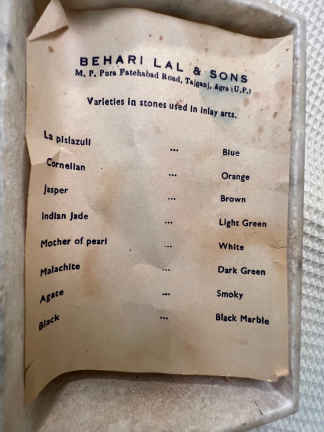 BEHARI LAL & SONS
M. P. Pura Fatehabad Road, Tajganj, Agra (U.P.)
Varieties in stones used in inlay arts.
La pislazuli ... Blue
Cornelian ... Orange
Jasper ... Brown
Indian Jade ... Light Green
Mother of pearl ... White
Malachite ... Dark Green
Agate ... Smoky
Black ... Black Marble